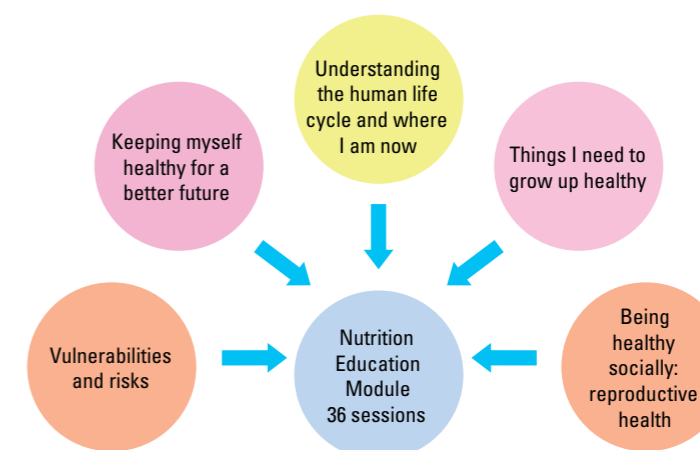 Understanding
the human life
cycle and where
I am now
Keeping myself
healthy for a
better future
Things I need to
grow up healthy
Vulnerabilities
and risks
Nutrition
Education
Module
36 sessions
Being
healthy
socially:
reproductive
health